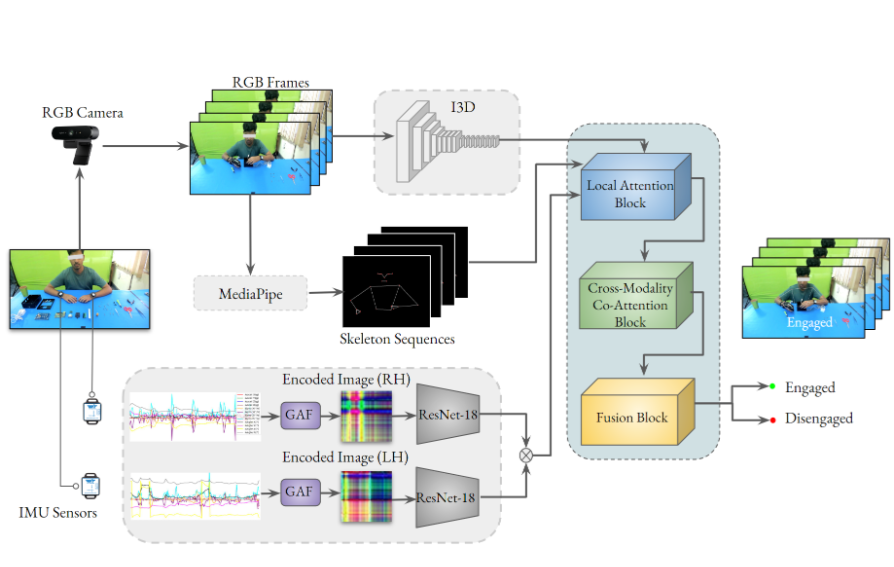 RGB Frames
RGB Camera
I3D
Local Attention
Block
MediaPipe
Cross-Modality
Co-Attention
Block
Engaged
Skeleton Sequences
Encoded Image (RH)
GAF
ResNet-18
Fusion Block
Engaged
Disengaged
Encoded Image (LH)
GAF
ResNet-18
IMU Sensors